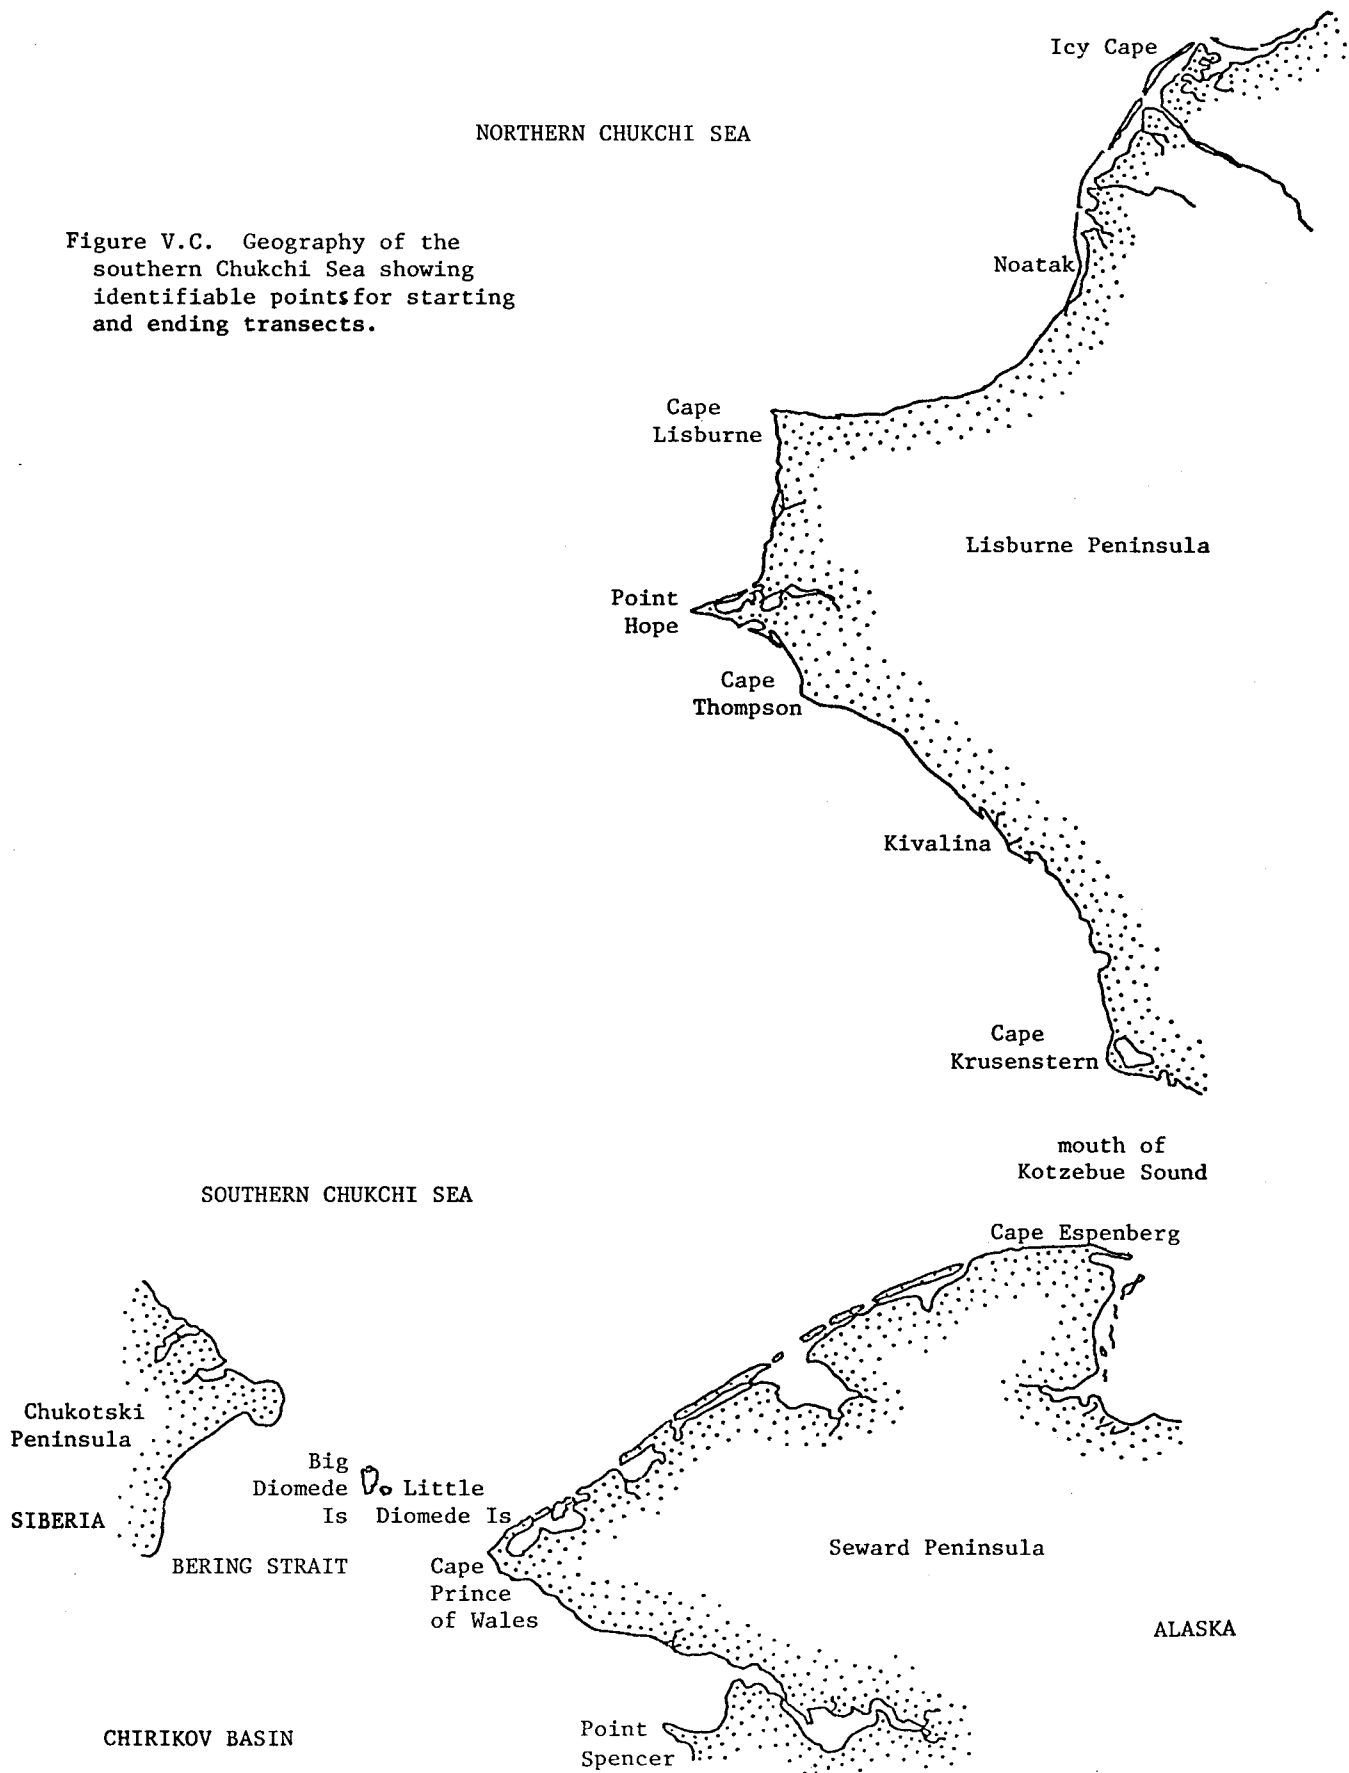 Icy Cape
NORTHERN CHUKCHI SEA
Figure V.C. Geography of the
southern Chukchi Sea showing
identifiable points for starting
and ending transects.
Noatak
Cape
Lisburne
Lisburne Peninsula
Point
Hope
Cape
Thompson
Kivalina
Cape
Krusenstern
mouth of
Kotzebue Sound
SOUTHERN CHUKCHI SEA
Cape Espenberg
Chukotski
Peninsula
Big
Diomede
Is
Little
Diomede Is
SIBERIA
BERING STRAIT
Cape
Prince
of Wales
Seward Peninsula
ALASKA
CHIRIKOV BASIN
Point
Spencer